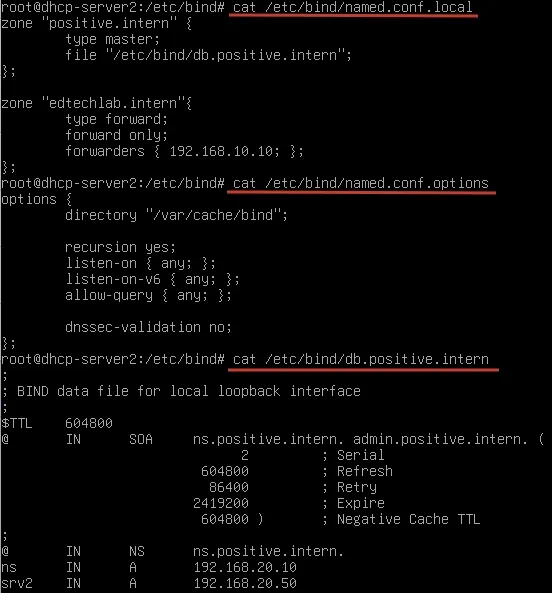 root@dhcp-server2:/etc/bind# cat /etc/bind/named.conf.local
zone "positive.intern" {
        type master;
        file "/etc/bind/db.positive.intern";
};

zone "edtechlab.intern"{
        type forward;
        forward only;
        forwarders { 192.168.10.10; };
};
root@dhcp-server2:/etc/bind# cat /etc/bind/named.conf.options
options {
        directory "/var/cache/bind";

        recursion yes;
        listen-on { any; };
        listen-on-v6 { any; };
        allow-query { any; };

        dnssec-validation no;
};
root@dhcp-server2:/etc/bind# cat /etc/bind/db.positive.intern
;
; BIND data file for local loopback interface
;
$TTL    604800
@       IN      SOA     ns.positive.intern. admin.positive.intern. (
                              2         ; Serial
                         604800         ; Refresh
                          86400         ; Retry
                        2419200         ; Expire
                         604800 )       ; Negative Cache TTL
;
@       IN      NS      ns.positive.intern.
ns      IN      A       192.168.20.10
srv2    IN      A       192.168.20.50